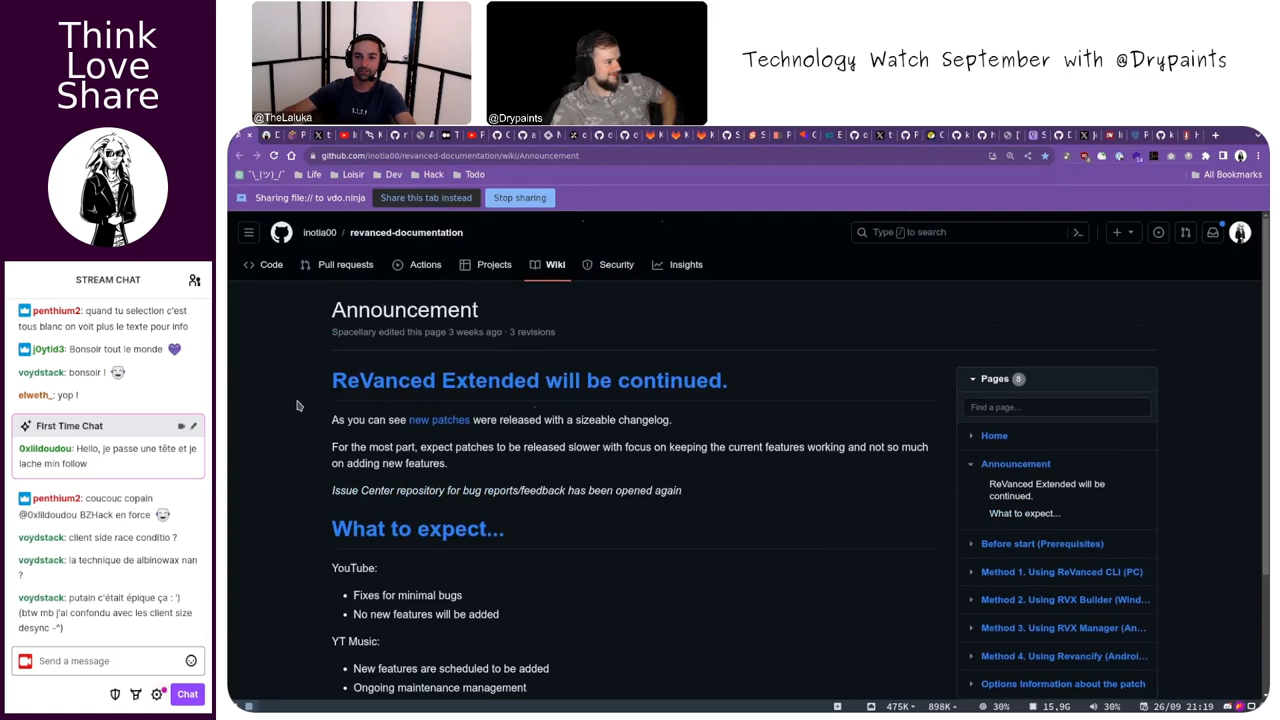 Think
Love
Share
STREAM CHAT
penthium2: quand tu selection c'est
tous blanc on voit plus le texte pour info
j0ytid3: Bonsoir tout le monde
voydstack: bonsoir !
elweth_: yop !
First Time Chat
0xlildoudou: Hello, je passe une tête et je
lache min follow
penthium2: coucouc copain
@0xlildoudou BZHack en force
voydstack: client side race conditio ?
voydstack: la technique de albinowax nan
?
voydstack: putain c'était épique ça : ')
(btw mb j'ai confondu avec les client size
desync -^)
Send a message
Chat
@TheLaluka
@Drypaints
Technology Watch September with @Drypaints
github.com/inotia00/revanced-documentation/wiki/Announcement
¯\_(ツ)_/¯
Life
Loisir
Dev
Hack
Todo
All Bookmarks
Sharing file:// to vdo.ninja
Share this tab instead
Stop sharing
inotia00 / revanced-documentation
Type / to search
Code
Pull requests
Actions
Projects
Wiki
Security
Insights
Announcement
Spacellary edited this page 3 weeks ago · 3 revisions
ReVanced Extended will be continued.
As you can see new patches were released with a sizeable changelog.
For the most part, expect patches to be released slower with focus on keeping the current features working and not so much
on adding new features.
Issue Center repository for bug reports/feedback has been opened again
What to expect...
YouTube:
• Fixes for minimal bugs
• No new features will be added
YT Music:
• New features are scheduled to be added
• Ongoing maintenance management
Pages 8
Find a page...
Home
Announcement
ReVanced Extended will be
continued.
What to expect...
Before start (Prerequisites)
Method 1. Using ReVanced CLI (PC)
Method 2. Using RVX Builder (Wind...
Method 3. Using RVX Manager (An...
Method 4. Using Revancify (Androi...
Options Information about the patch
475K
898K
30%
15,9G
30%
26/09 21:19